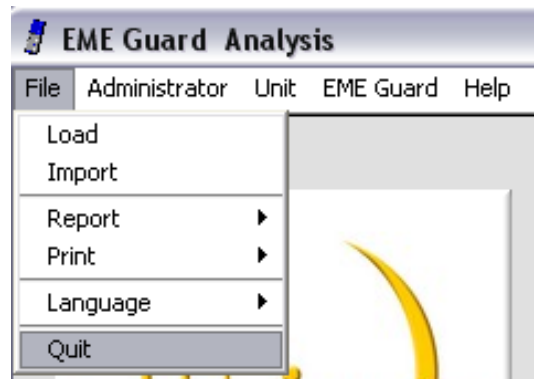 EME Guard Analysis
File Administrator Unit EME Guard Help
Load
Import
Report
Print
Language
Quit